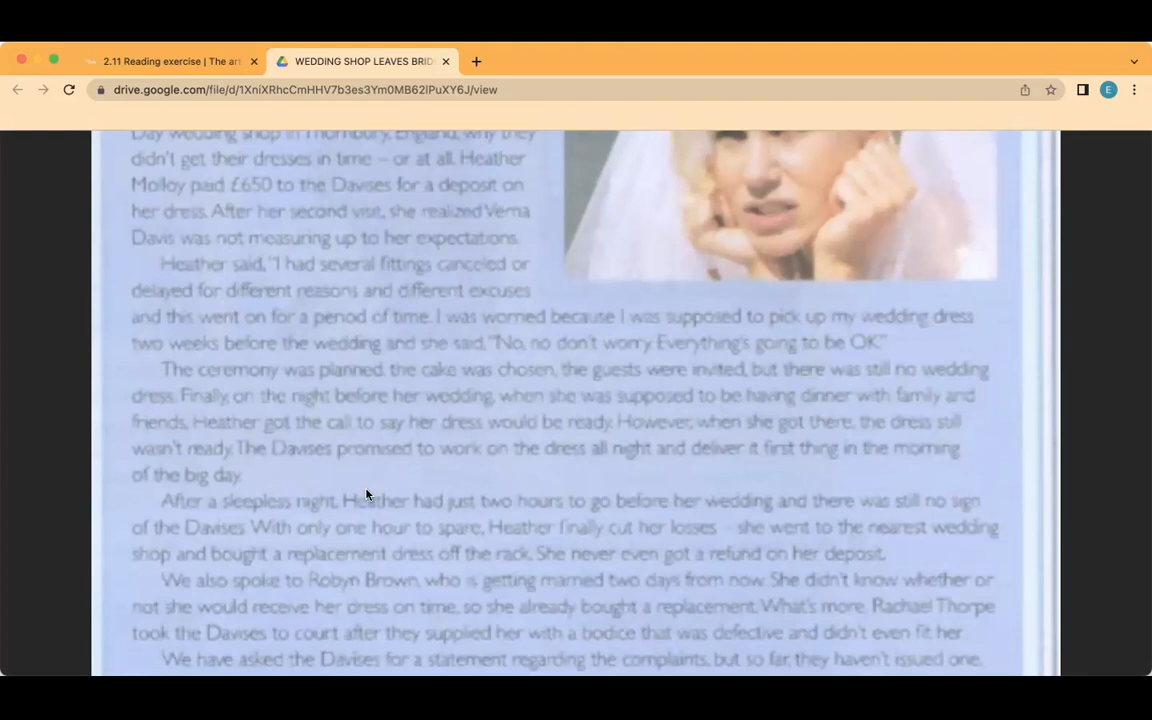 2.11 Reading exercise | The art
WEDDING SHOP LEAVES BRID
drive.google.com/file/d/1XniXRhcCmHHV7b3es3Ym0MB62lPuXY6J/view
E
Day wedding shop in Thornbury, England, why they
didn't get their dresses in time – or at all. Heather
Molloy paid £650 to the Davises for a deposit on
her dress. After her second visit, she realized Verna
Davis was not measuring up to her expectations.
Heather said, "I had several fittings canceled or
delayed for different reasons and different excuses
and this went on for a period of time. I was worried because I was supposed to pick up my wedding dress
two weeks before the wedding and she said, "No, no don't worry. Everything's going to be OK."
The ceremony was planned, the cake was chosen, the guests were invited, but there was still no wedding
dress. Finally, on the night before her wedding, when she was supposed to be having dinner with family and
friends, Heather got the call to say her dress would be ready. However, when she got there, the dress still
wasn't ready. The Davises promised to work on the dress all night and deliver it first thing in the morning
of the big day.
After a sleepless night, Heather had just two hours to go before her wedding and there was still no sign
of the Davises. With only one hour to spare, Heather finally cut her losses – she went to the nearest wedding
shop and bought a replacement dress off the rack. She never even got a refund on her deposit.
We also spoke to Robyn Brown, who is getting married two days from now. She didn't know whether or
not she would receive her dress on time, so she already bought a replacement. What's more, Rachael Thorpe
took the Davises to court after they supplied her with a bodice that was defective and didn't even fit her.
We have asked the Davises for a statement regarding the complaints, but so far, they haven't issued one.